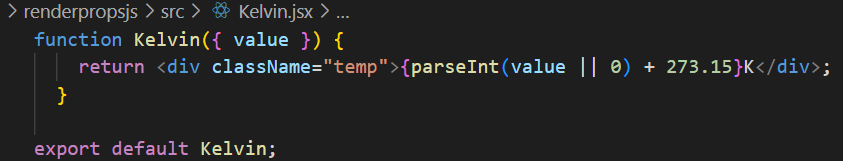 > renderpropsjs > src > Kelvin.jsx > ...
function Kelvin({ value }) {
    return <div className="temp">{parseInt(value || 0) + 273.15}K</div>;
  }

export default Kelvin;